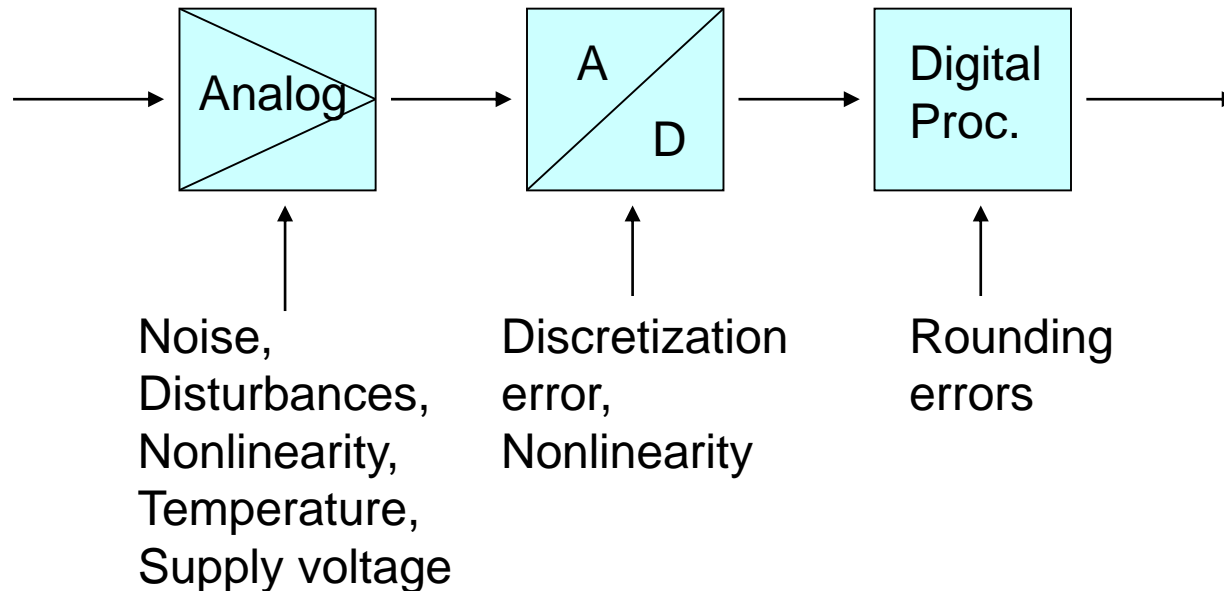 Analog
A
D
Digital
Proc.
Noise,
Disturbances,
Nonlinearity,
Temperature,
Supply voltage
Discretization
error,
Nonlinearity
Rounding
errors